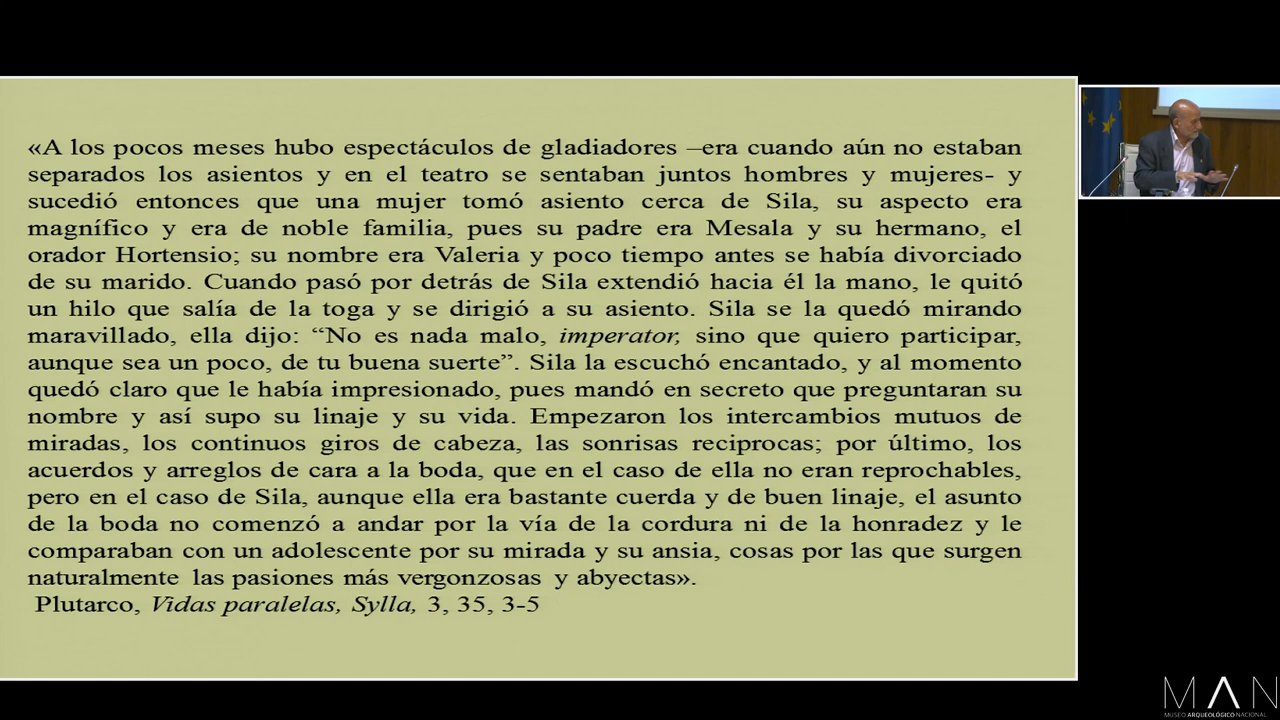 «A los pocos meses hubo espectáculos de gladiadores –era cuando aún no estaban
separados los asientos y en el teatro se sentaban juntos hombres y mujeres- y
sucedió entonces que una mujer tomó asiento cerca de Sila, su aspecto era
magnífico y era de noble familia, pues su padre era Mesala y su hermano, el
orador Hortensio; su nombre era Valeria y poco tiempo antes se había divorciado
de su marido. Cuando pasó por detrás de Sila extendió hacia él la mano, le quitó
un hilo que salía de la toga y se dirigió a su asiento. Sila se la quedó mirando
maravillado, ella dijo: “No es nada malo, imperator, sino que quiero participar,
aunque sea un poco, de tu buena suerte”. Sila la escuchó encantado, y al momento
quedó claro que le había impresionado, pues mandó en secreto que preguntaran su
nombre y así supo su linaje y su vida. Empezaron los intercambios mutuos de
miradas, los continuos giros de cabeza, las sonrisas reciprocas; por último, los
acuerdos y arreglos de cara a la boda, que en el caso de ella no eran reprochables,
pero en el caso de Sila, aunque ella era bastante cuerda y de buen linaje, el asunto
de la boda no comenzó a andar por la vía de la cordura ni de la honradez y le
comparaban con un adolescente por su mirada y su ansia, cosas por las que surgen
naturalmente las pasiones más vergonzosas y abyectas».
Plutarco, Vidas paralelas, Sylla, 3, 35, 3-5
MAN
MUSEO ARQUEOLÓGICO NACIONAL